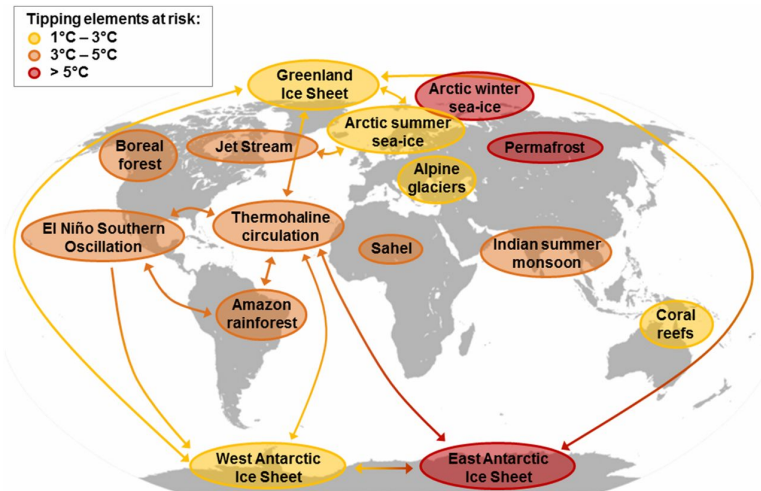 Tipping elements at risk:
1°C – 3°C
3°C – 5°C
> 5°C
Greenland
Ice Sheet
Arctic winter
sea-ice
Arctic summer
sea-ice
Boreal
forest
Jet Stream
Permafrost
Alpine
glaciers
El Niño Southern
Oscillation
Thermohaline
circulation
Sahel
Indian summer
monsoon
Amazon
rainforest
Coral
reefs
West Antarctic
Ice Sheet
East Antarctic
Ice Sheet